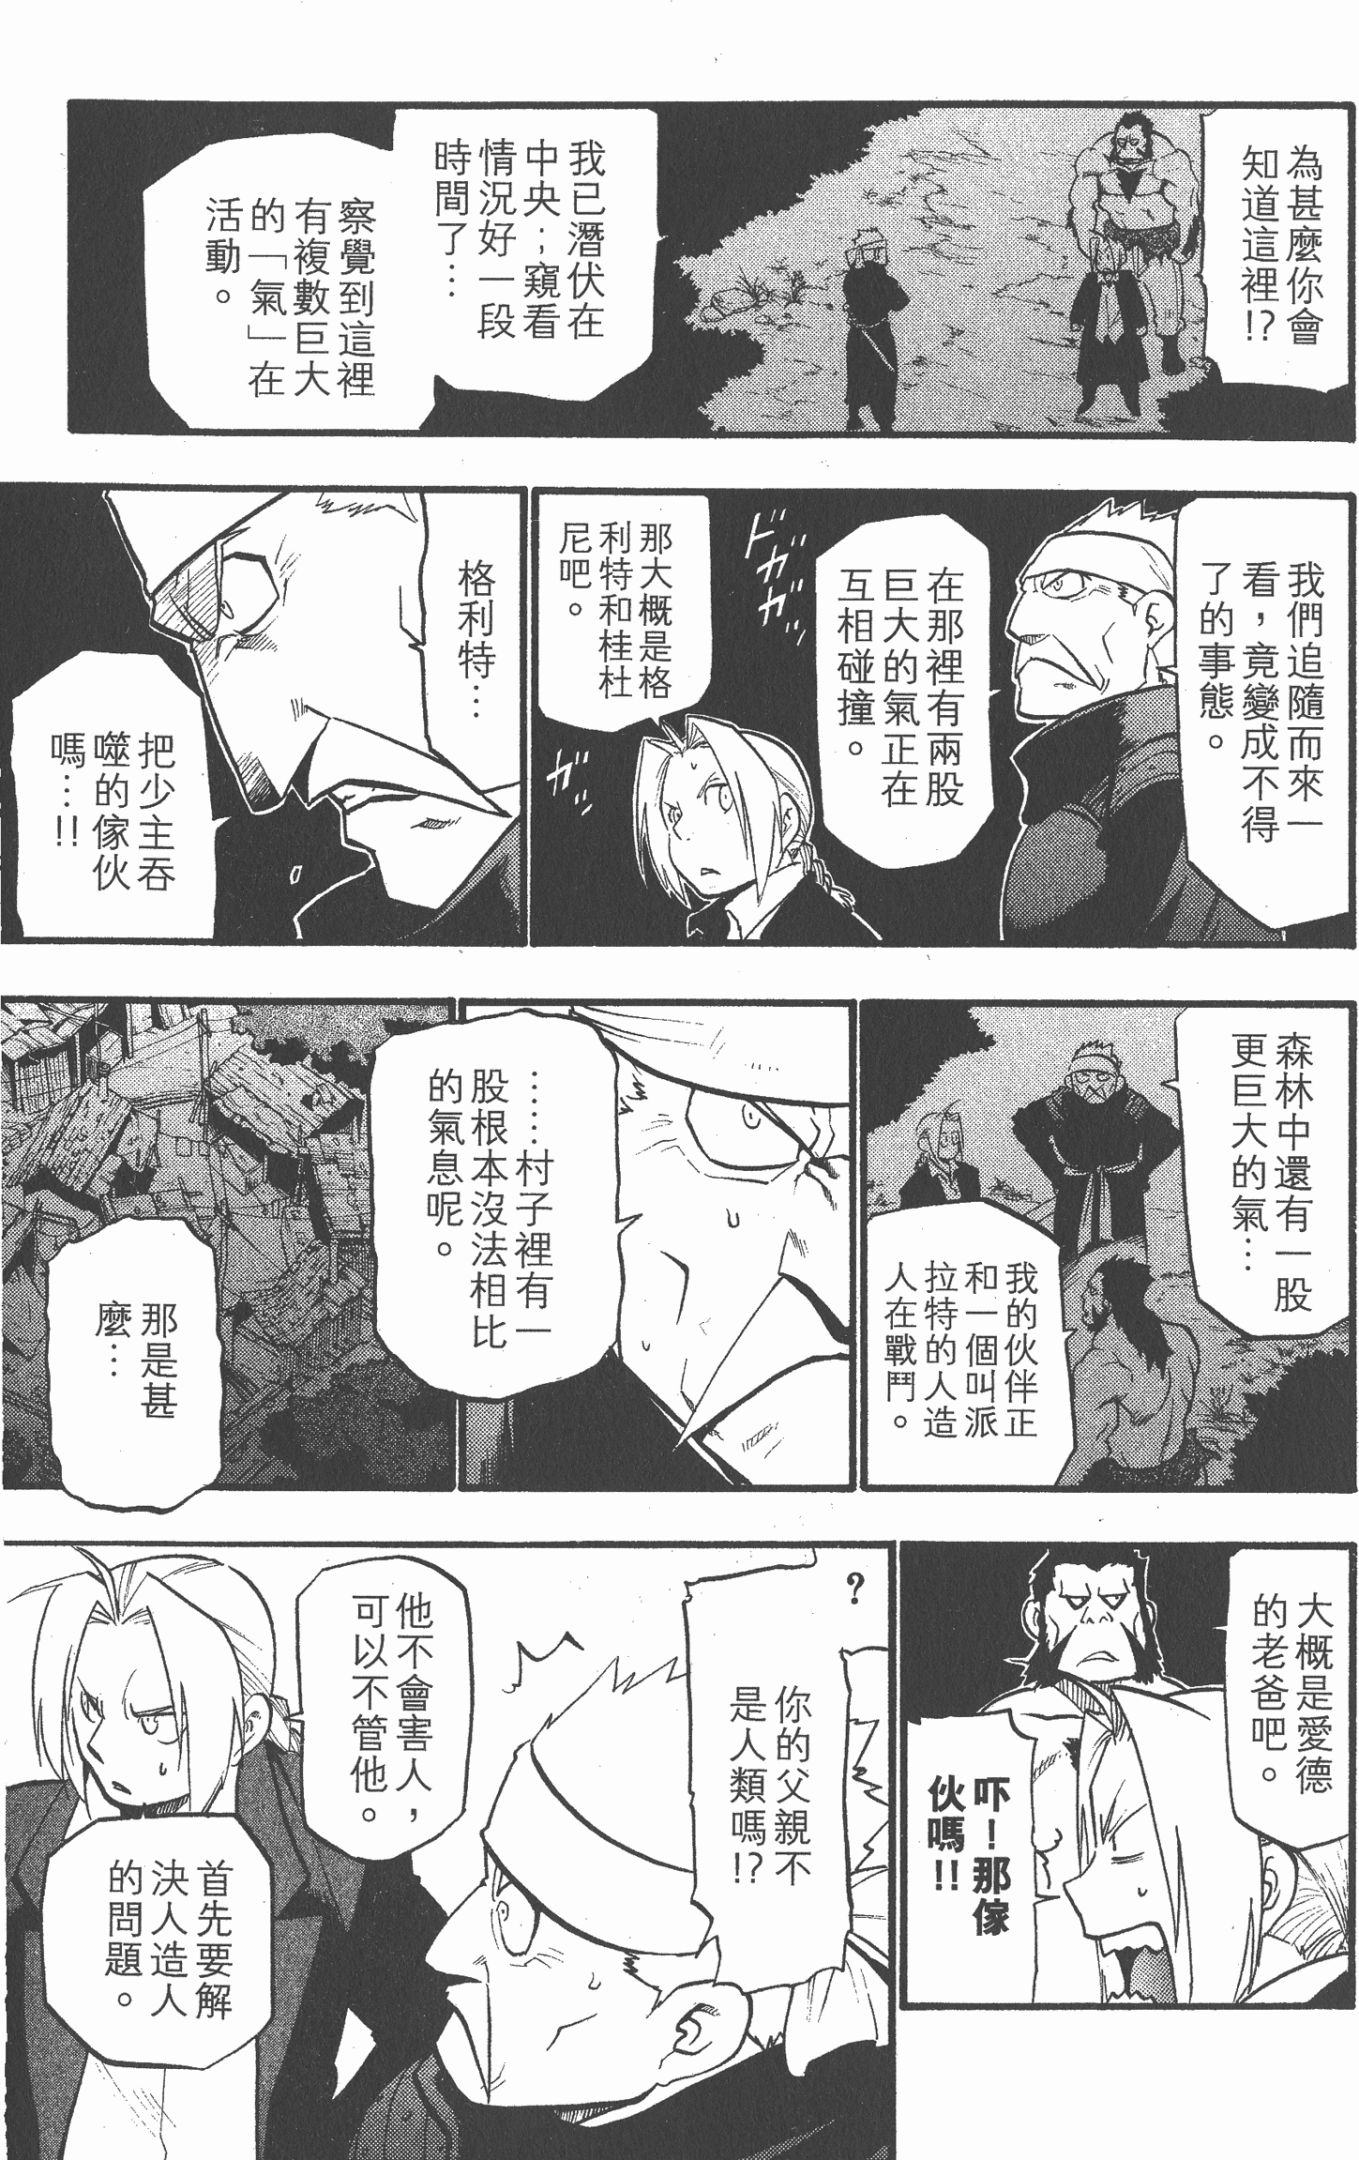 為甚麼你會
知道這裡!?
我已潛伏在
中央；窺看
情況好一段
時間了…
察覺到這裡
有複數巨大
的「氣」在
活動。
我們追隨而來一
看，竟變成不得
了的事態。
在那裡有兩股
巨大的氣正在
互相碰撞。
ドガガ
那大概是格
利特和桂杜
尼吧。
ガ
格利特…
把少主吞
噬的傢伙
嗎…!!
森林中還有一股
更巨大的氣…
我的伙伴正
和一個叫派
拉特的人造
人在戰鬥。
……村子裡有一
股根本沒法相比
的氣息呢。
那是甚
麼…
大概是愛德
的老爸吧。
吓！那傢
伙嗎!!
?
你的父親不
是人類嗎!?
他不會害人，
可以不管他。
首先要解
決人造人
的問題。